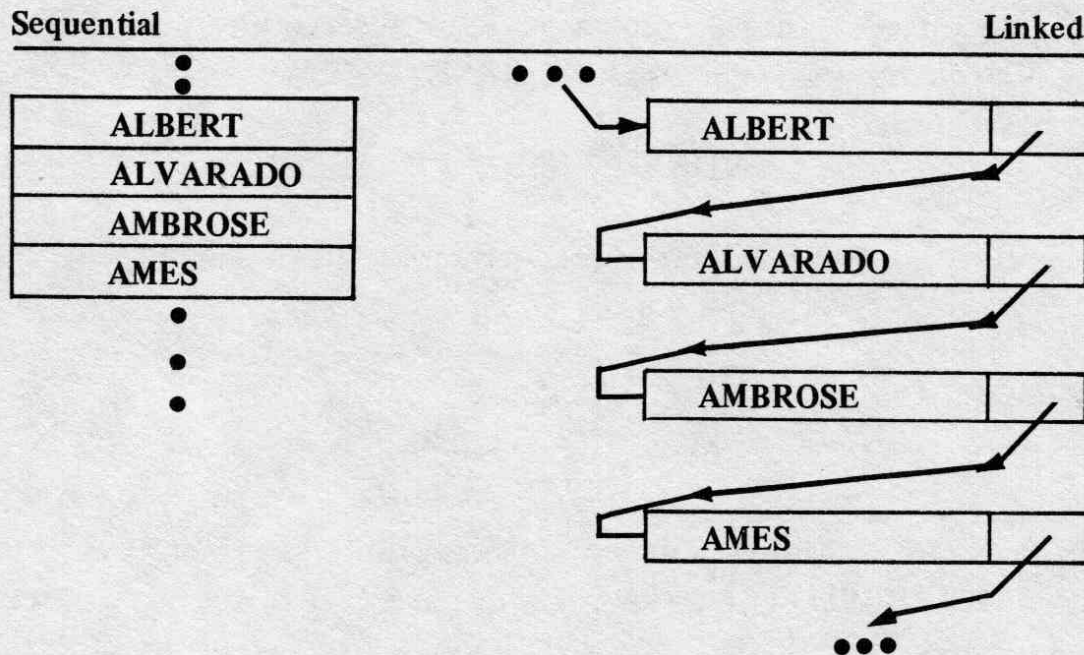 Sequential Linked
ALBERT
ALVARADO
AMBROSE
AMES
ALBERT
ALVARADO
AMBROSE
AMES